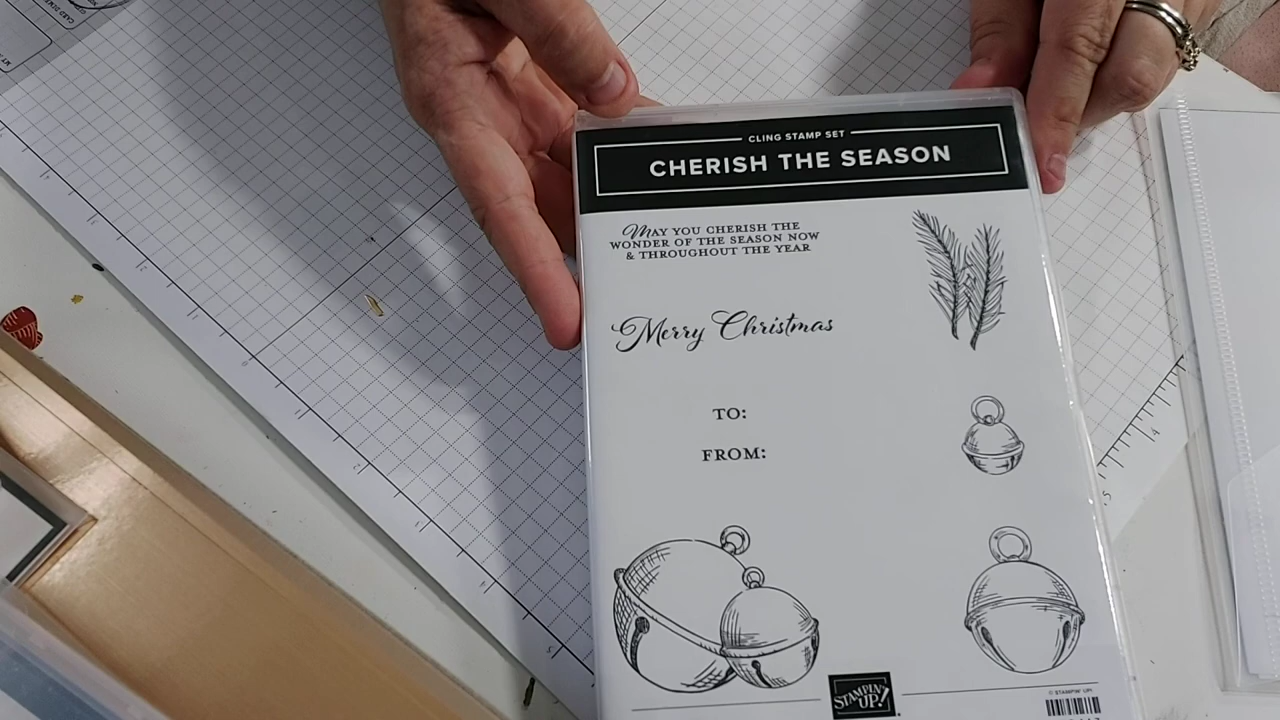 CLING STAMP SET
CHERISH THE SEASON
MAY YOU CHERISH THE
WONDER OF THE SEASON NOW
& THROUGHOUT THE YEAR
Merry Christmas
TO:
FROM:
STAMPIN' UP!
© STAMPIN' UP!